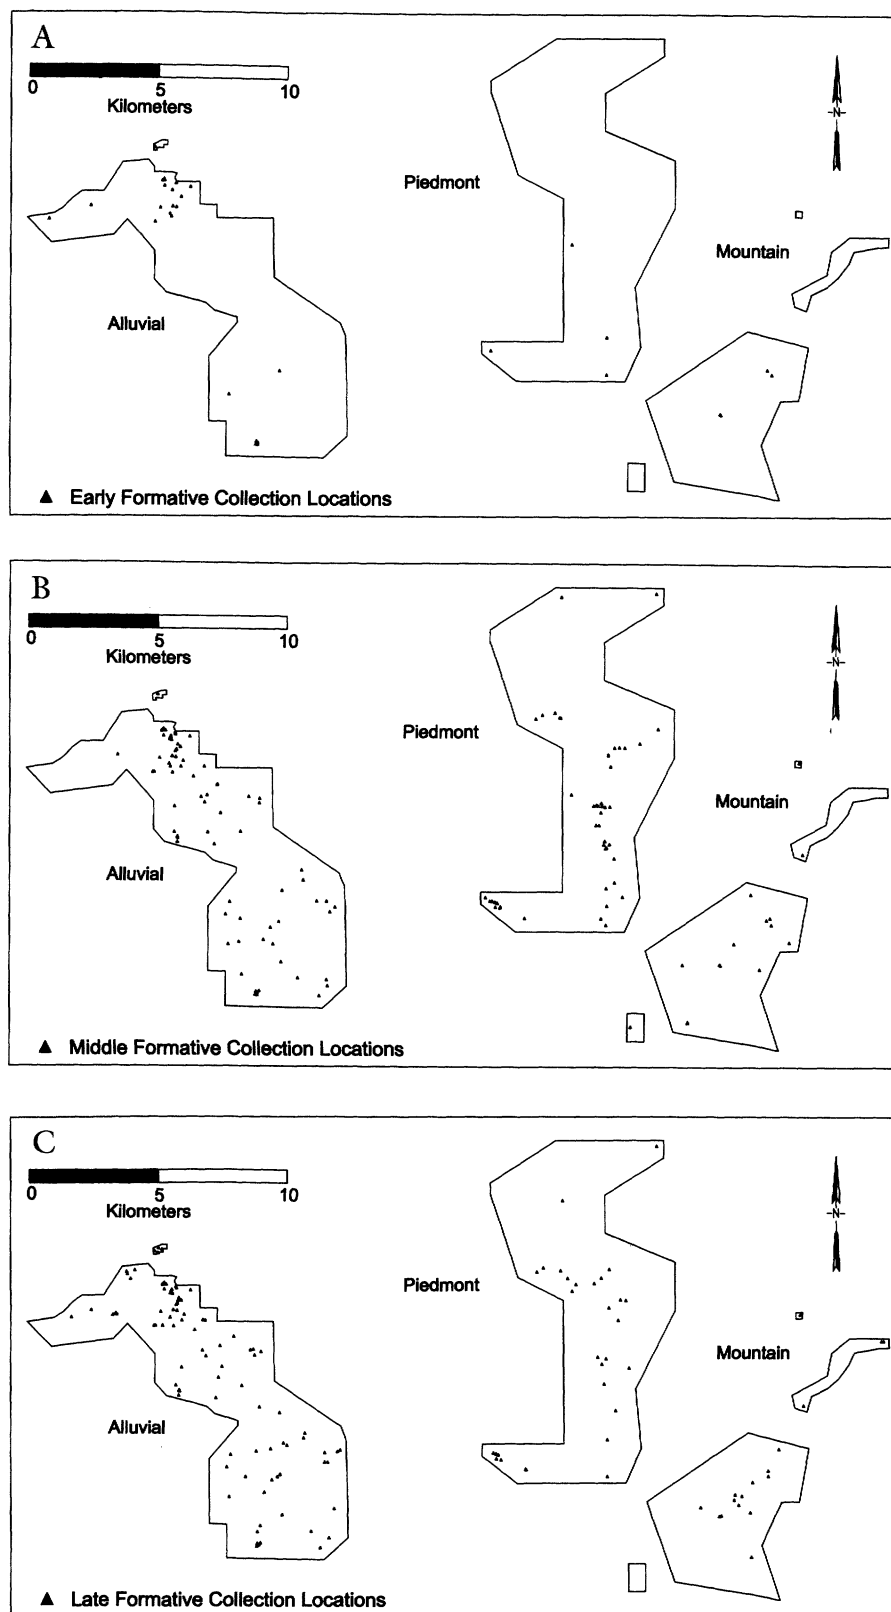 A
0 5 10
Kilometers
N
Piedmont
Mountain
Alluvial
▲ Early Formative Collection Locations
B
0 5 10
Kilometers
N
Piedmont
Mountain
Alluvial
▲ Middle Formative Collection Locations
C
0 5 10
Kilometers
N
Piedmont
Mountain
Alluvial
▲ Late Formative Collection Locations